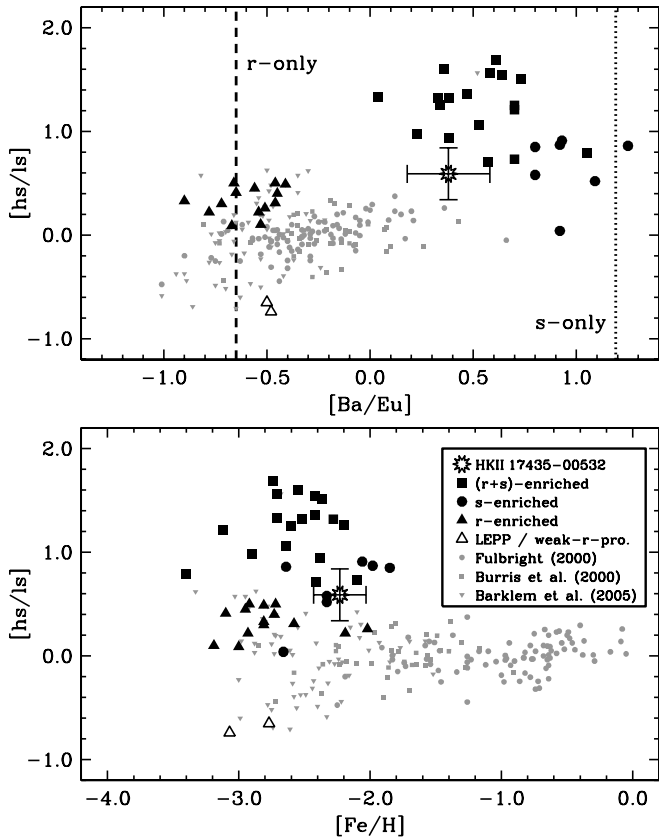 2.0
1.0
0.0
−1.0
[hs/ls]
r−only
s−only
−1.0
−0.5
0.0
0.5
1.0
[Ba/Eu]
2.0
1.0
0.0
−1.0
[hs/ls]
HKII 17435−00532
(r+s)−enriched
s−enriched
r−enriched
LEPP / weak−r−pro.
Fulbright (2000)
Burris et al. (2000)
Barklem et al. (2005)
−4.0
−3.0
−2.0
−1.0
0.0
[Fe/H]